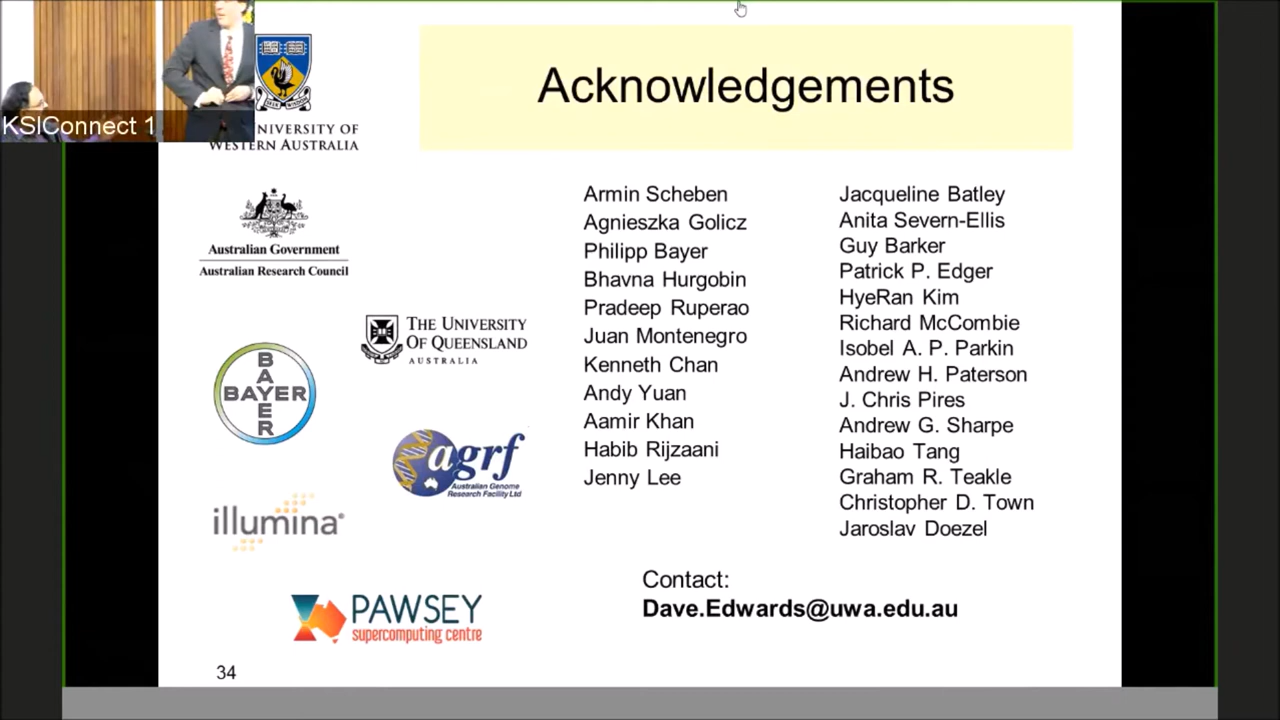 KSIConnect 1
UNIVERSITY OF
WESTERN AUSTRALIA
Australian Government
Australian Research Council
THE UNIVERSITY
OF QUEENSLAND
AUSTRALIA
BAYER
BAYER
agrf
Australian Genome
Research Facility Ltd
illumina®
PAWSEY
supercomputing centre
34
Acknowledgements
Armin Scheben
Agnieszka Golicz
Philipp Bayer
Bhavna Hurgobin
Pradeep Ruperao
Juan Montenegro
Kenneth Chan
Andy Yuan
Aamir Khan
Habib Rijzaani
Jenny Lee
Jacqueline Batley
Anita Severn-Ellis
Guy Barker
Patrick P. Edger
HyeRan Kim
Richard McCombie
Isobel A. P. Parkin
Andrew H. Paterson
J. Chris Pires
Andrew G. Sharpe
Haibao Tang
Graham R. Teakle
Christopher D. Town
Jaroslav Doezel
Contact:
Dave.Edwards@uwa.edu.au